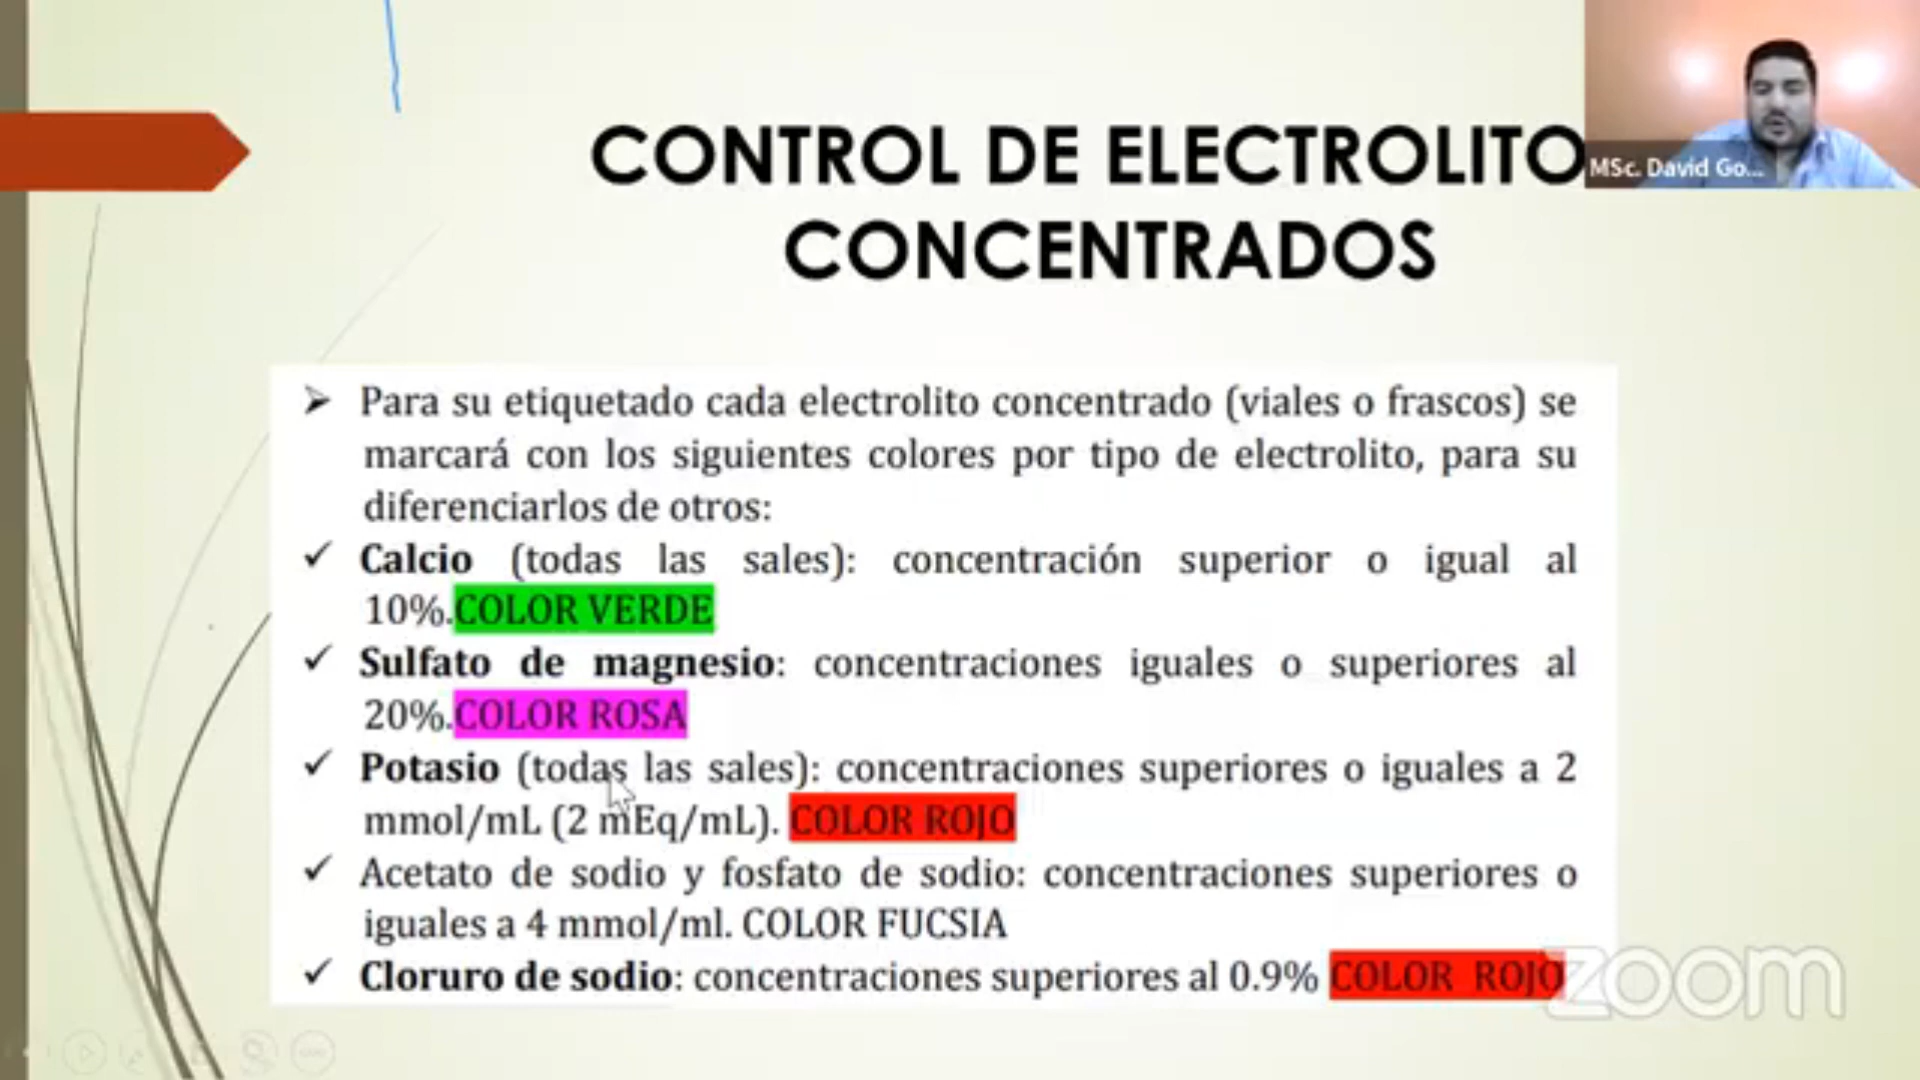 CONTROL DE ELECTROLITO
CONCENTRADOS
MSc. David Go...
Para su etiquetado cada electrolito concentrado (viales o frascos) se
marcará con los siguientes colores por tipo de electrolito, para su
diferenciarlos de otros:
Calcio (todas las sales): concentración superior o igual al
10%.COLOR VERDE
Sulfato de magnesio: concentraciones iguales o superiores al
20%.COLOR ROSA
Potasio (todas las sales): concentraciones superiores o iguales a 2
mmol/mL (2 mEq/mL). COLOR ROJO
Acetato de sodio y fosfato de sodio: concentraciones superiores o
iguales a 4 mmol/ml. COLOR FUCSIA
Cloruro de sodio: concentraciones superiores al 0.9% COLOR ROJO
zoom